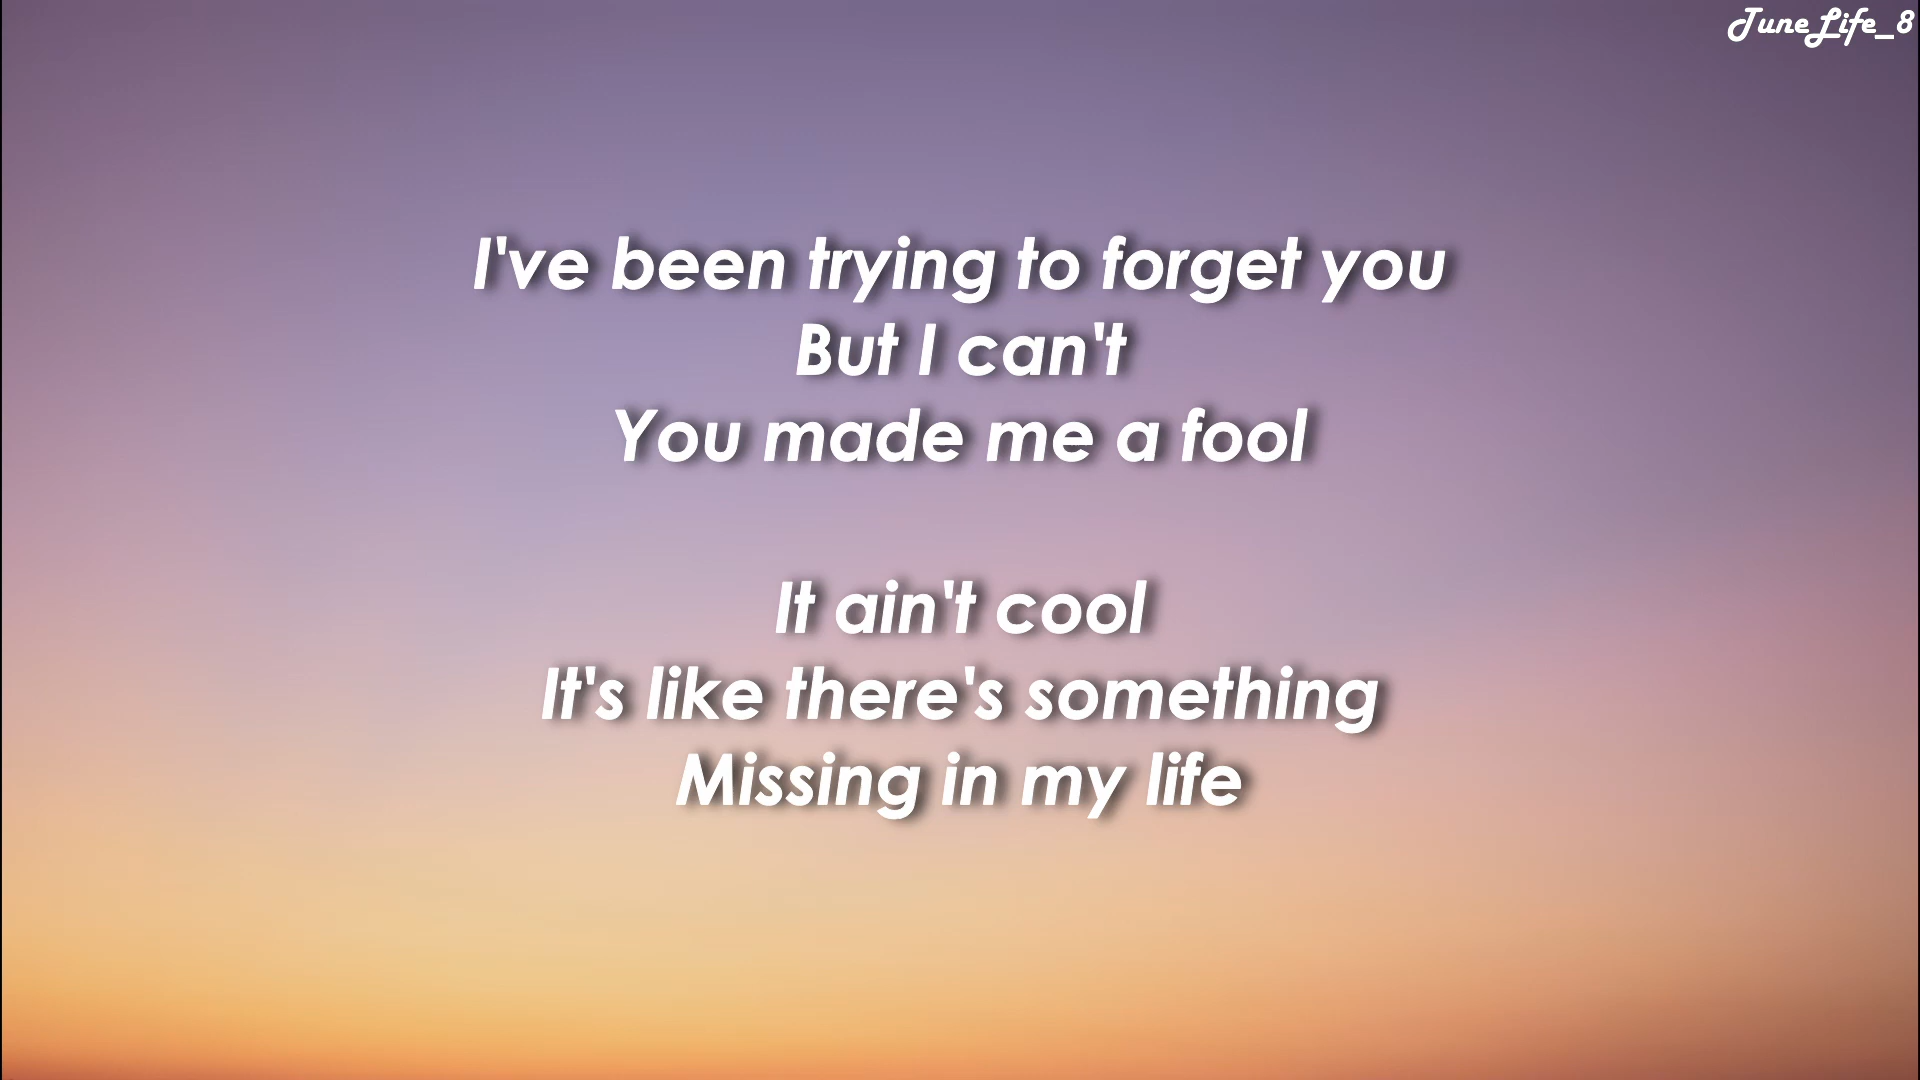 TuneLife_8
I've been trying to forget you
But I can't
You made me a fool
It ain't cool
It's like there's something
Missing in my life